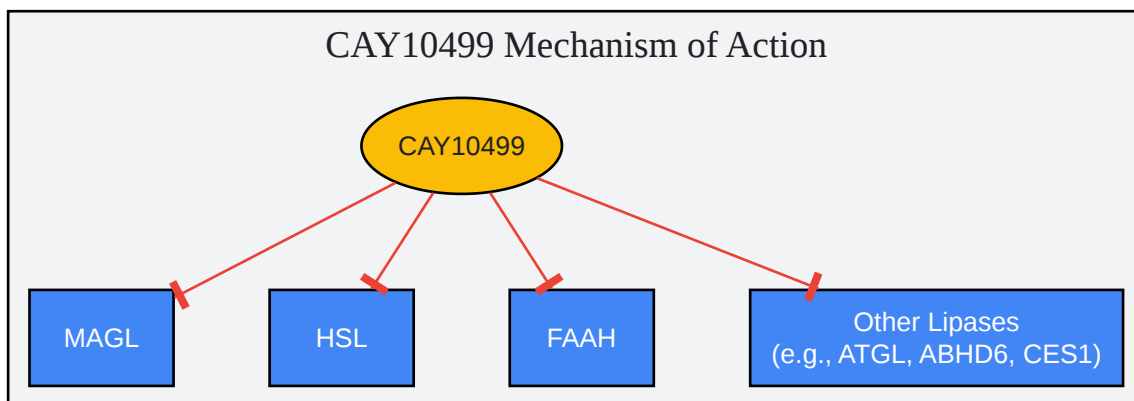 CAY10499 Mechanism of Action
CAY10499
MAGL
HSL
FAAH
Other Lipases
(e.g., ATGL, ABHD6, CES1)